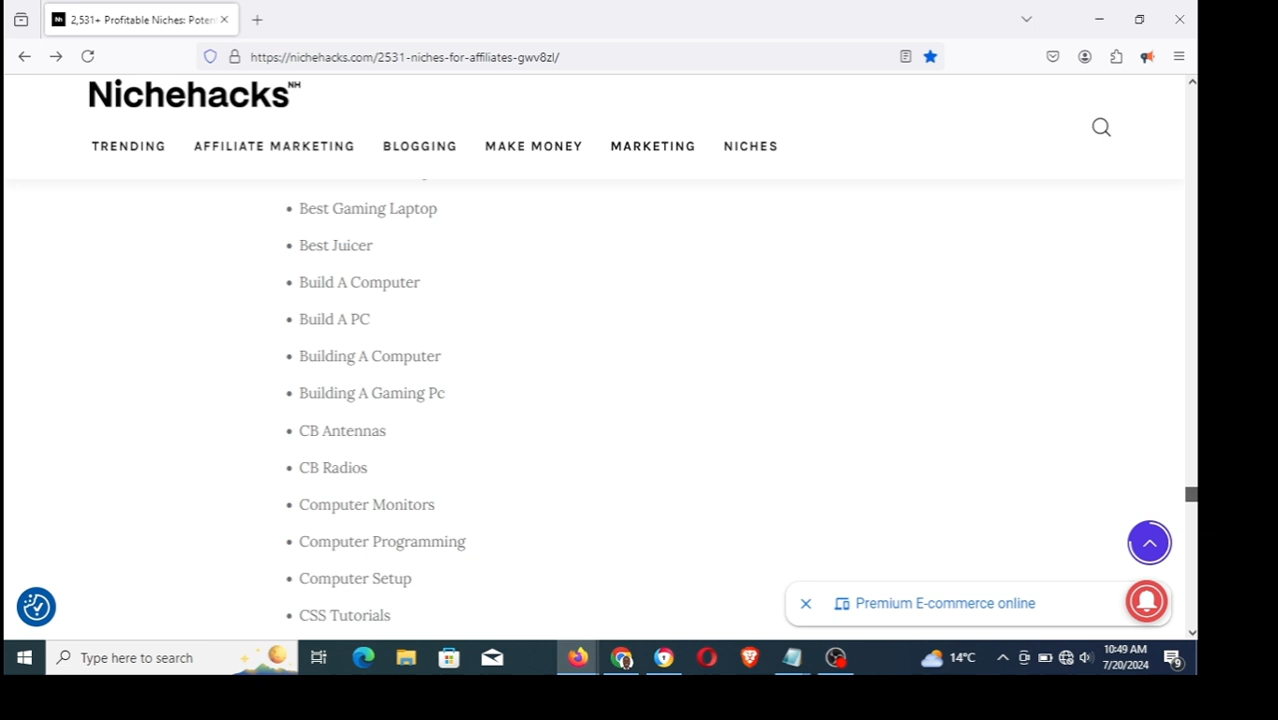 2,531+ Profitable Niches: Poten
https://nichehacks.com/2531-niches-for-affiliates-gwv8zl/
Nichehacks NH
TRENDING AFFILIATE MARKETING BLOGGING MAKE MONEY MARKETING NICHES
• Best Gaming Laptop
• Best Juicer
• Build A Computer
• Build A PC
• Building A Computer
• Building A Gaming Pc
• CB Antennas
• CB Radios
• Computer Monitors
• Computer Programming
• Computer Setup
• CSS Tutorials
Premium E-commerce online
Type here to search
14°C
10:49 AM
7/20/2024
9